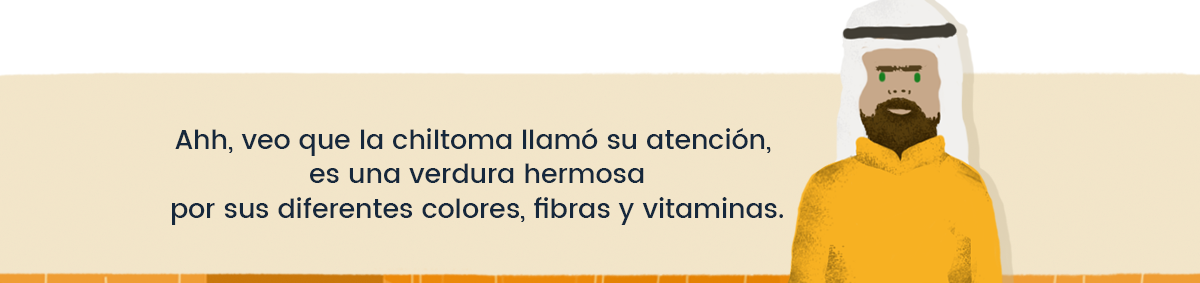 Ahh, veo que la chiltoma llamó su atención,
es una verdura hermosa
por sus diferentes colores, fibras y vitaminas.